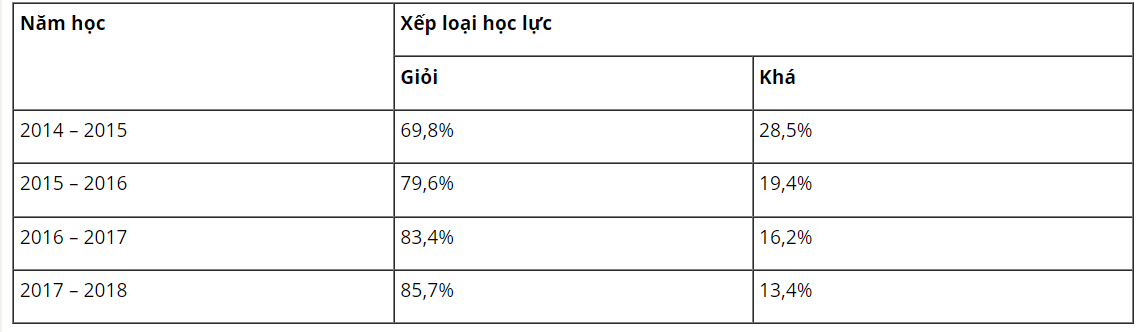 Năm học Xếp loại học lực
Giỏi Khá
2014 – 2015 69,8% 28,5%
2015 – 2016 79,6% 19,4%
2016 – 2017 83,4% 16,2%
2017 – 2018 85,7% 13,4%